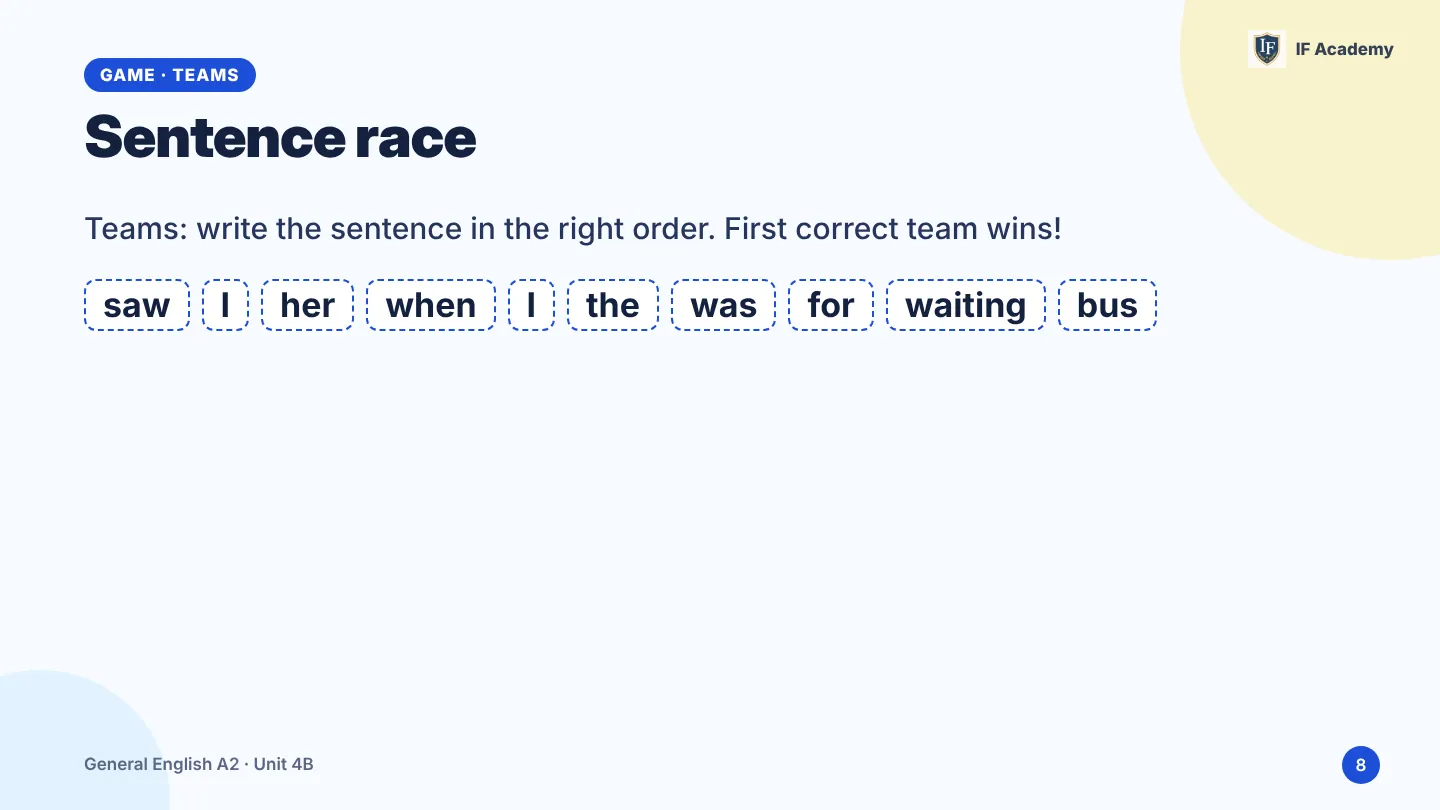 GAME · TEAMS
IF IF Academy
Sentence race
Teams: write the sentence in the right order. First correct team wins!
saw I her when I the was for waiting bus
General English A2 · Unit 4B
8